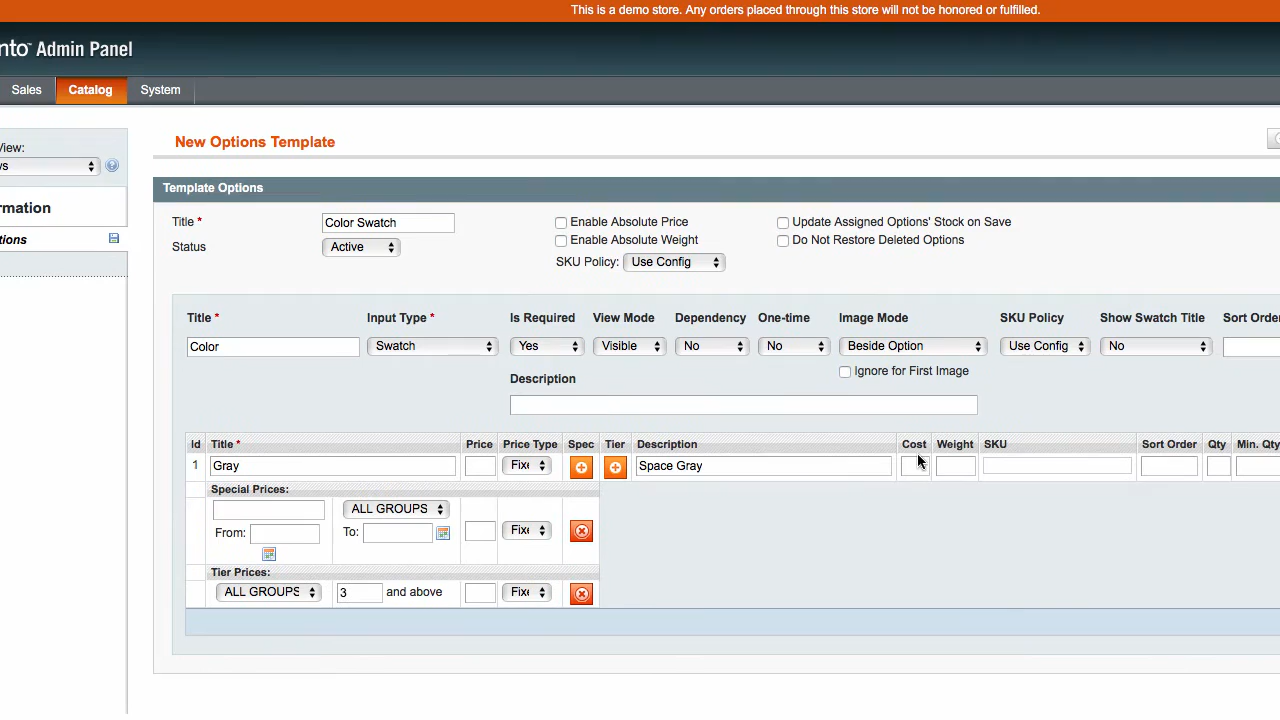 This is a demo store. Any orders placed through this store will not be honored or fulfilled.
nto™ Admin Panel
Sales Catalog System
View:
ws
rmation
tions
New Options Template
Template Options
Title * Color Swatch Enable Absolute Price Update Assigned Options' Stock on Save
Status Active Enable Absolute Weight Do Not Restore Deleted Options
SKU Policy: Use Config
Title * Input Type * Is Required View Mode Dependency One-time Image Mode SKU Policy Show Swatch Title Sort Order
Color Swatch Yes Visible No No Beside Option Use Config No
Ignore for First Image
Description
Id Title * Price Price Type Spec Tier Description Cost Weight SKU Sort Order Qty Min. Qty
1 Gray Fixe Space Gray
Special Prices:
ALL GROUPS
From: To: Fixe
Tier Prices:
ALL GROUPS 3 and above Fixe